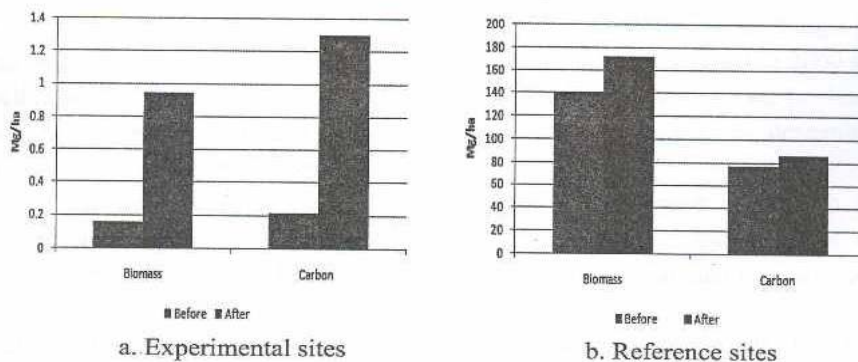 1.4
1.2
1
0.8
0.6
0.4
0.2
0
Mg/ha
Biomass Carbon
Before After
a. Experimental sites
200
180
160
140
120
100
80
60
40
20
0
Mg/ha
Biomass Carbon
Before After
b. Reference sites